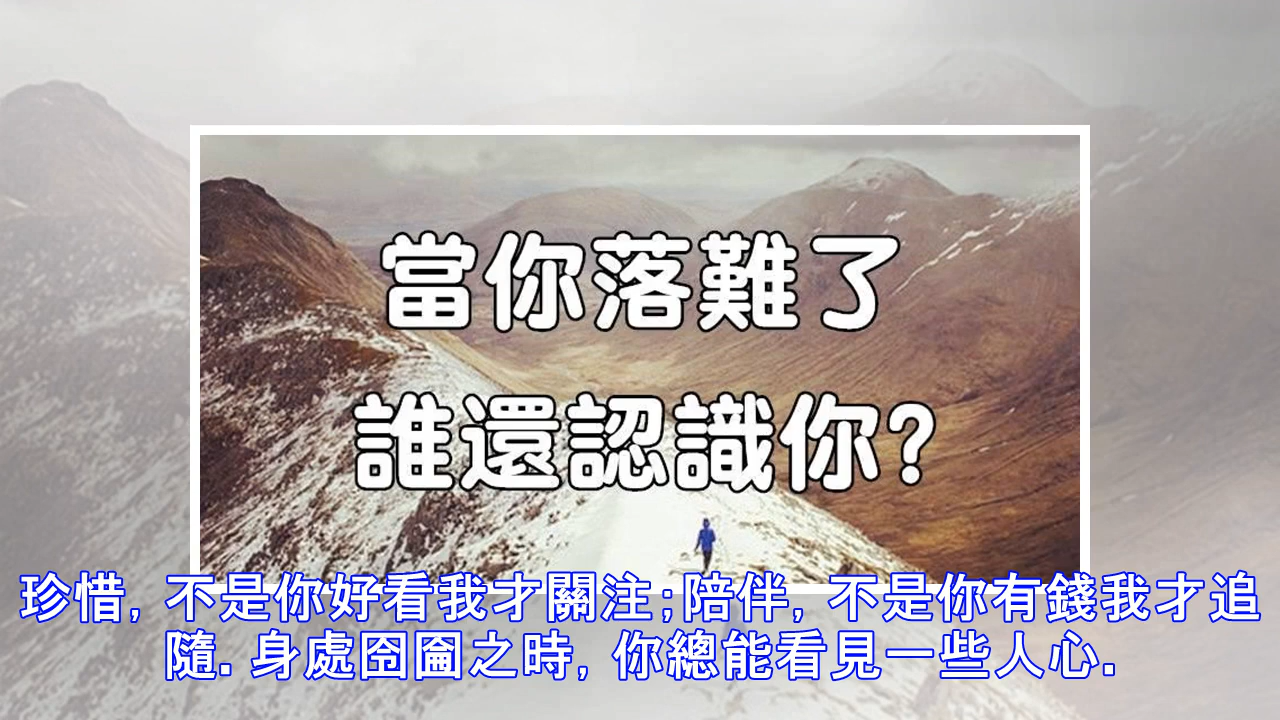 當你落難了
誰還認識你?
珍惜, 不是你好看我才關注;陪伴, 不是你有錢我才追
隨. 身處囹圄之時, 你總能看見一些人心.